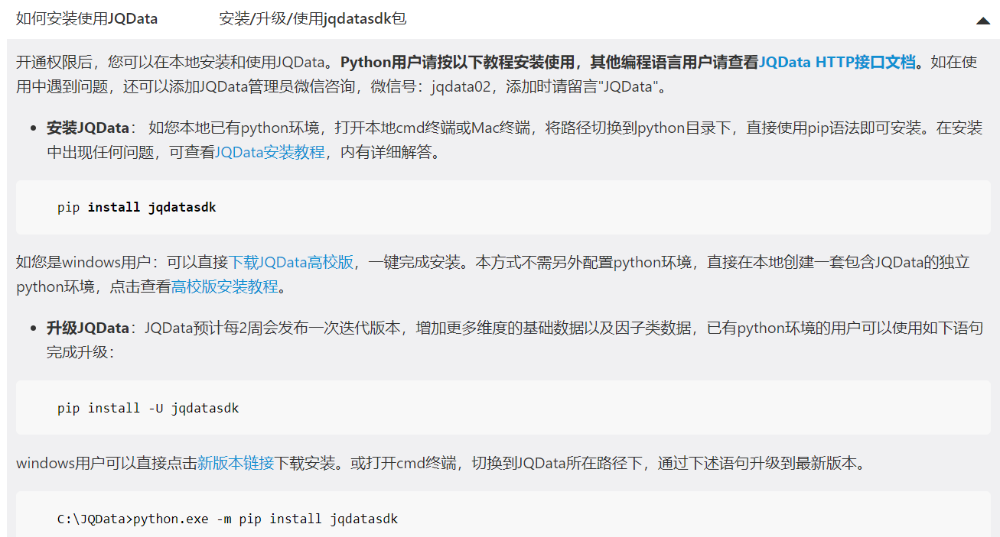 如何安装使用JQData 安装/升级/使用jqdatasdk包
开通权限后，您可以在本地安装和使用JQData。Python用户请按以下教程安装使用，其他编程语言用户请查看JQData HTTP接口文档。如在使
用中遇到问题，还可以添加JQData管理员微信咨询，微信号：jqdata02，添加时请留言"JQData"。
• 安装JQData： 如您本地已有python环境，打开本地cmd终端或Mac终端，将路径切换到python目录下，直接使用pip语法即可安装。在安装
中出现任何问题，可查看JQData安装教程，内有详细解答。
pip install jqdatasdk
如您是windows用户：可以直接下载JQData高校版，一键完成安装。本方式不需另外配置python环境，直接在本地创建一套包含JQData的独立
python环境，点击查看高校版安装教程。
• 升级JQData：JQData预计每2周会发布一次迭代版本，增加更多维度的基础数据以及因子类数据，已有python环境的用户可以使用如下语句
完成升级：
pip install -U jqdatasdk
windows用户可以直接点击新版本链接下载安装。或打开cmd终端，切换到JQData所在路径下，通过下述语句升级到最新版本。
C:\JQData>python.exe -m pip install jqdatasdk